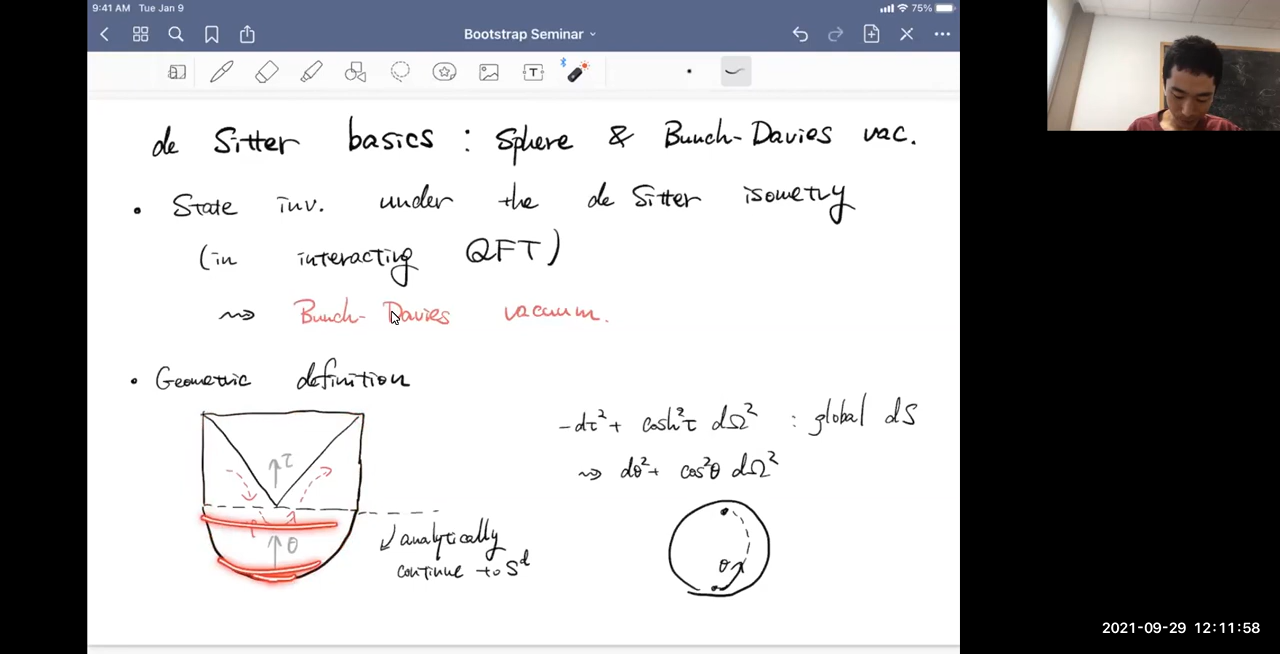 9:41 AM Tue Jan 9
75%
Bootstrap Seminar
de Sitter basics : Sphere & Bunch-Davies vac.
• State inv. under the de Sitter isometry
(in interacting QFT)
⇝ Bunch-Davies vacuum.
• Geometric definition
-dτ² + cosh²τ dΩ² : global dS
⇝ dθ² + cos²θ dΩ²
τ
θ
↙ analytically
continue to S^d
θ
2021-09-29 12:11:58